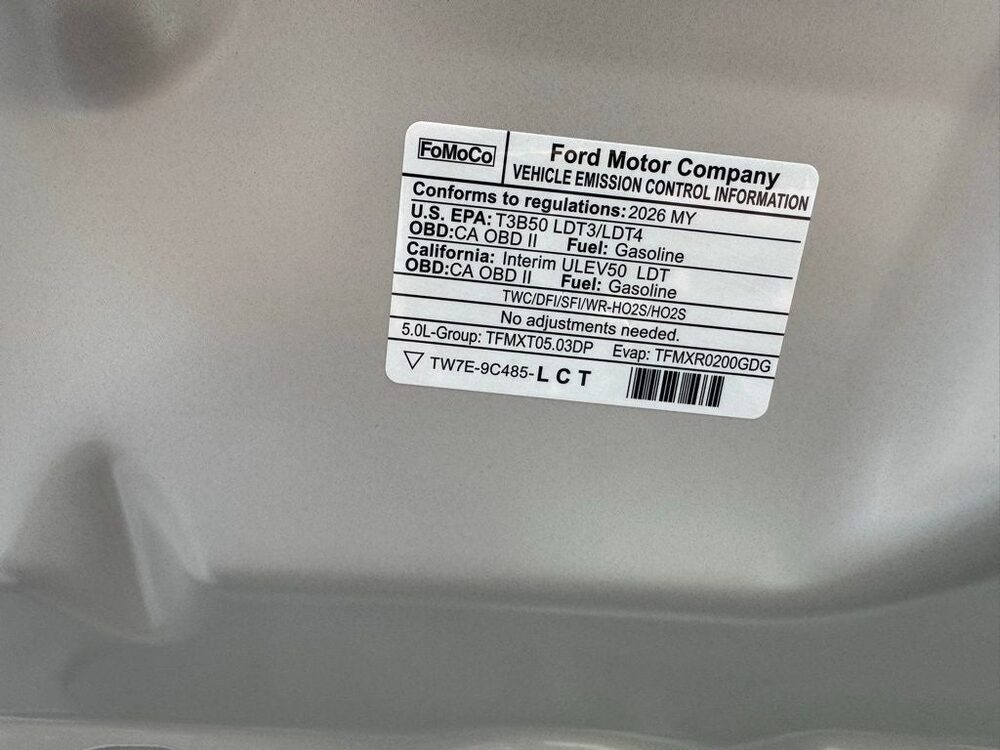 FoMoCo
Ford Motor Company
VEHICLE EMISSION CONTROL INFORMATION
Conforms to regulations: 2026 MY
U.S. EPA: T3B50 LDT3/LDT4
OBD:CA OBD II Fuel: Gasoline
California: Interim ULEV50 LDT
OBD:CA OBD II Fuel: Gasoline
TWC/DFI/SFI/WR-HO2S/HO2S
No adjustments needed.
5.0L-Group: TFMXT05.03DP Evap: TFMXR0200GDG
TW7E-9C485-L C T